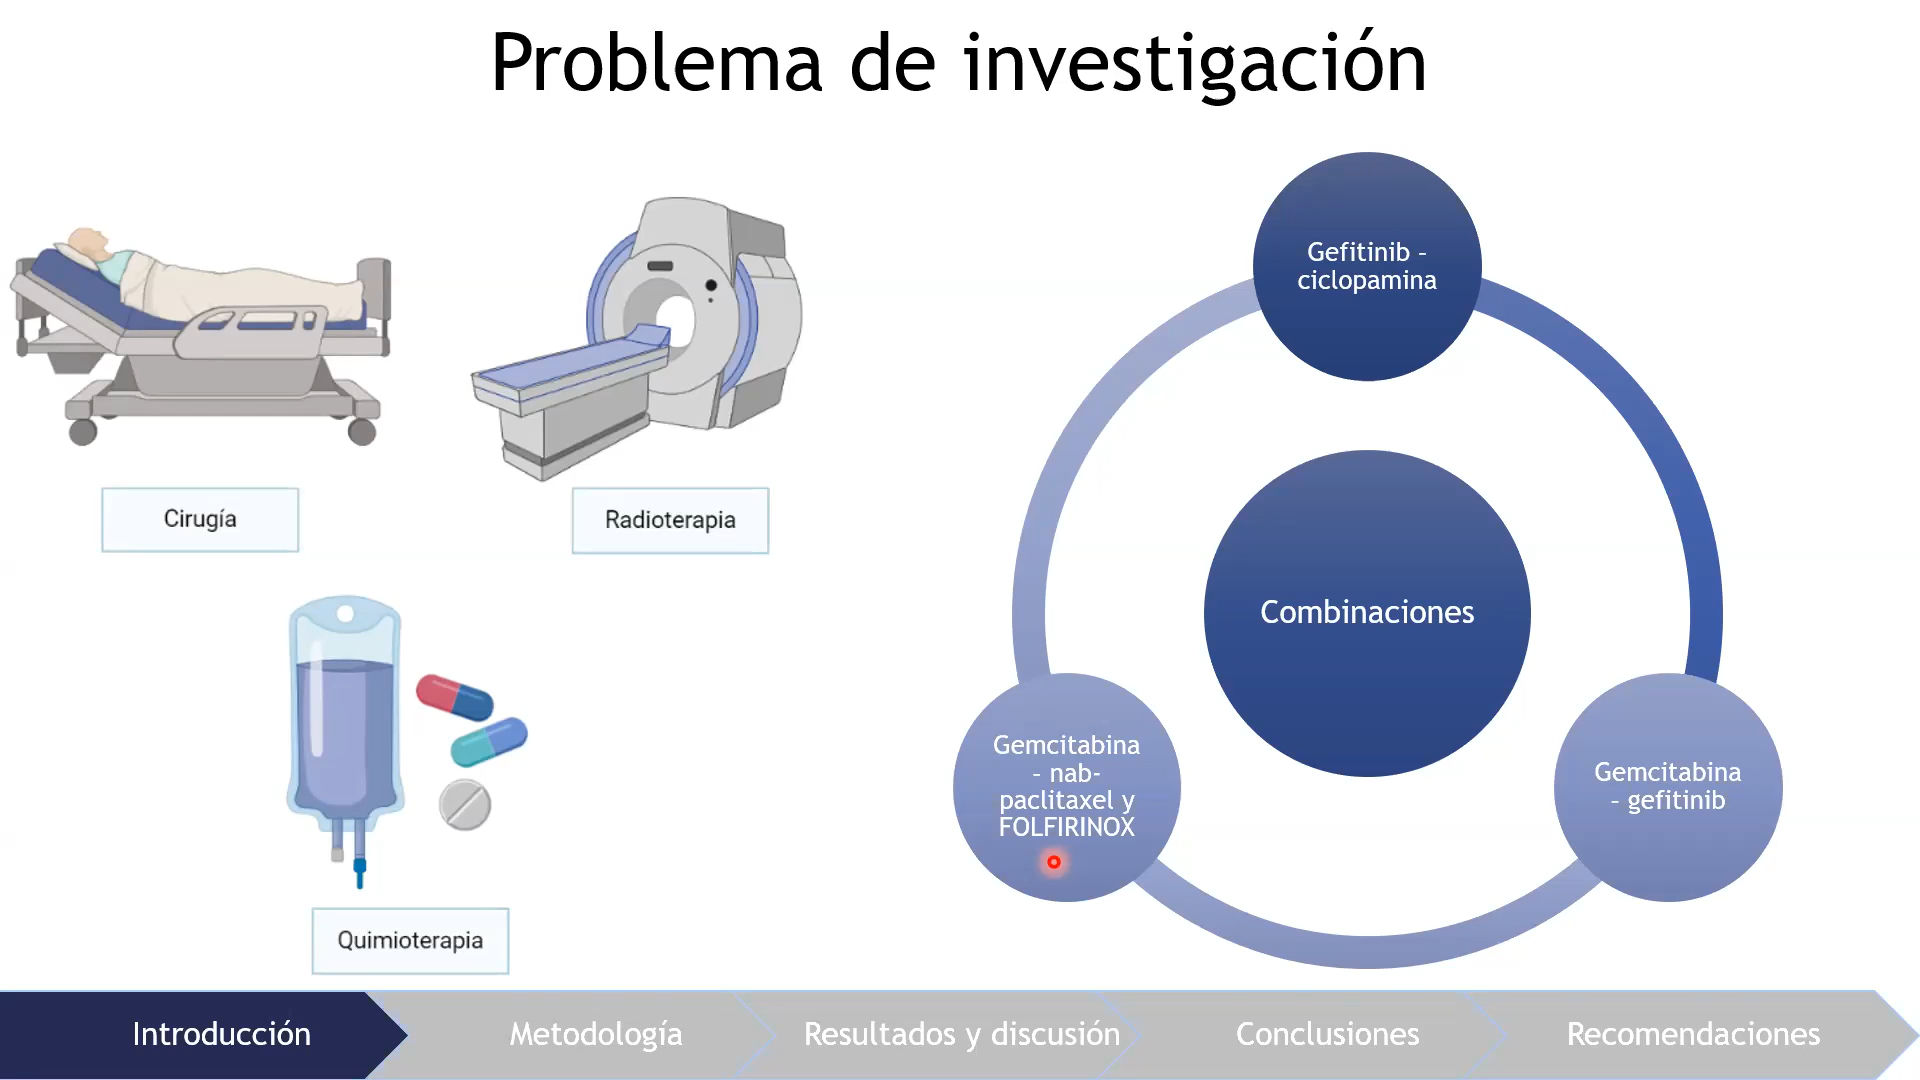 Problema de investigación
Cirugía
Radioterapia
Quimioterapia
Gefitinib –
ciclopamina
Combinaciones
Gemcitabina
– nab-
paclitaxel y
FOLFIRINOX
Gemcitabina
– gefitinib
Introducción
Metodología
Resultados y discusión
Conclusiones
Recomendaciones